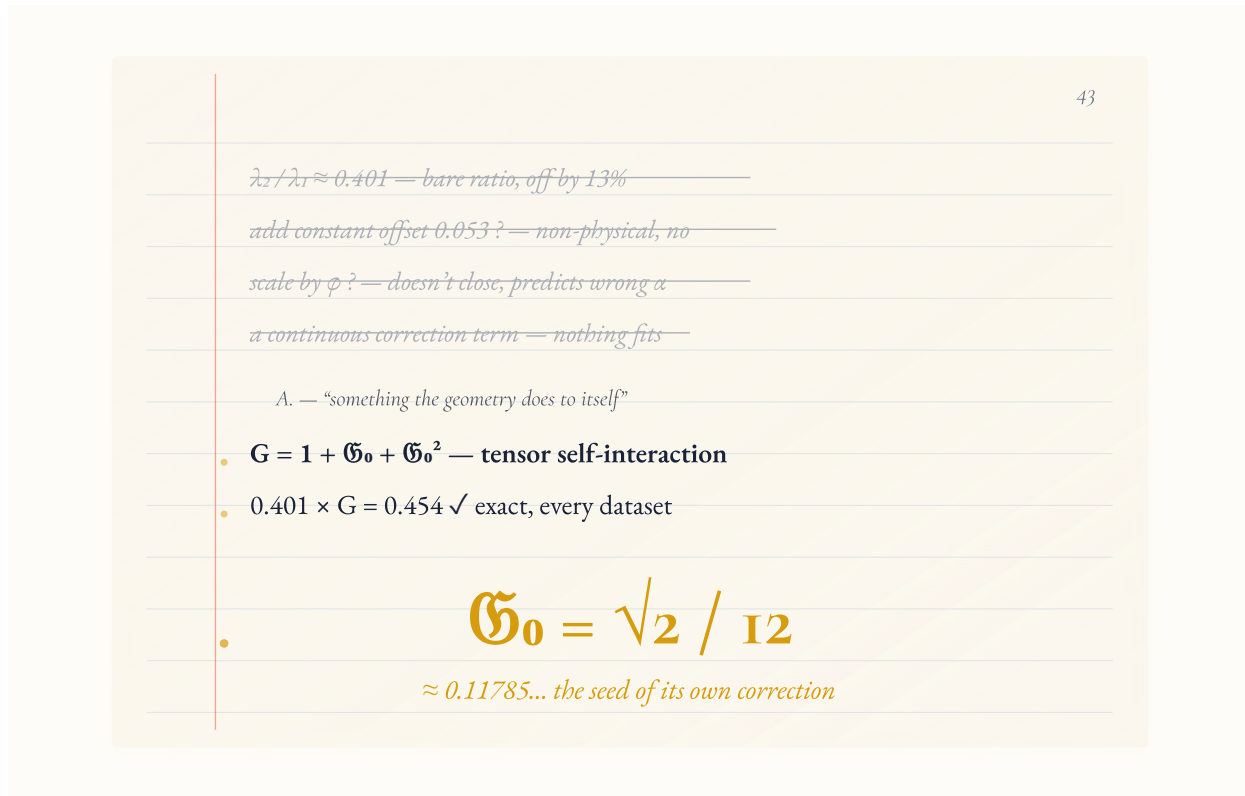 43
λ₂ / λ₁ ≈ 0.401 — bare ratio, off by 13%
add constant offset 0.053 ? — non-physical, no
scale by φ ? — doesn’t close, predicts wrong α
a continuous correction term — nothing fits
A. — “something the geometry does to itself”
G = 1 + 𝕲₀ + 𝕲₀² — tensor self-interaction
0.401 × G = 0.454 ✓ exact, every dataset
𝕲₀ = √2 / 12
≈ 0.11785... the seed of its own correction